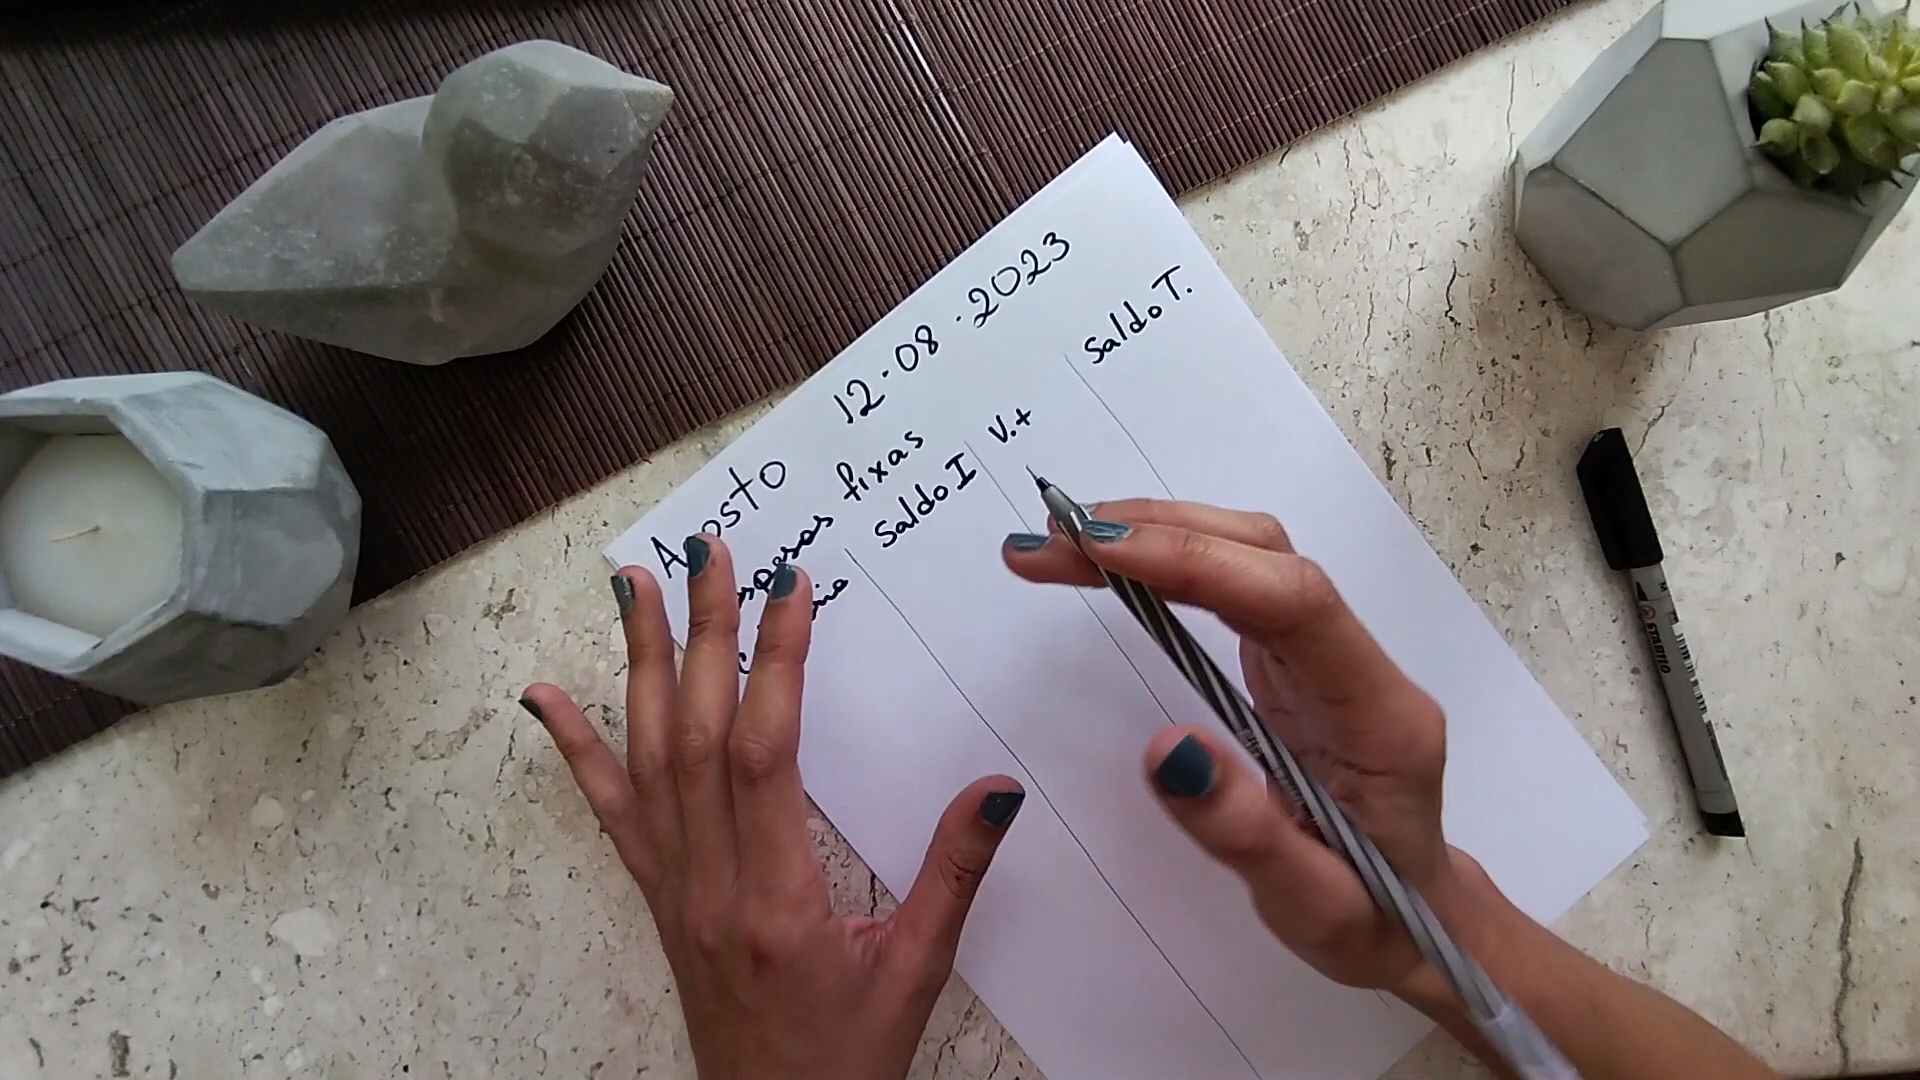 Agosto 12.08.2023
fixas
Saldo I
V.+
Saldo T.
STABILO